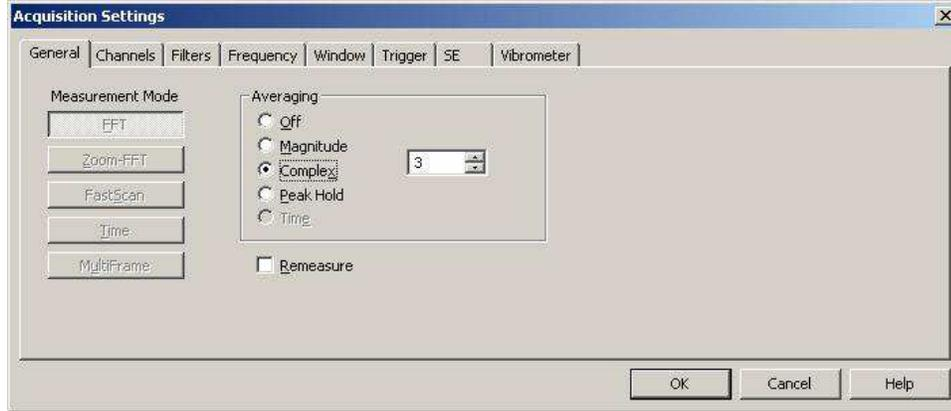 Acquisition Settings
General Channels Filters Frequency Window Trigger SE Vibrometer
Measurement Mode
FFT
Zoom-FFT
FastScan
Time
MultiFrame
Averaging
Off
Magnitude
Complex
3
Peak Hold
Time
Remeasure
OK Cancel Help